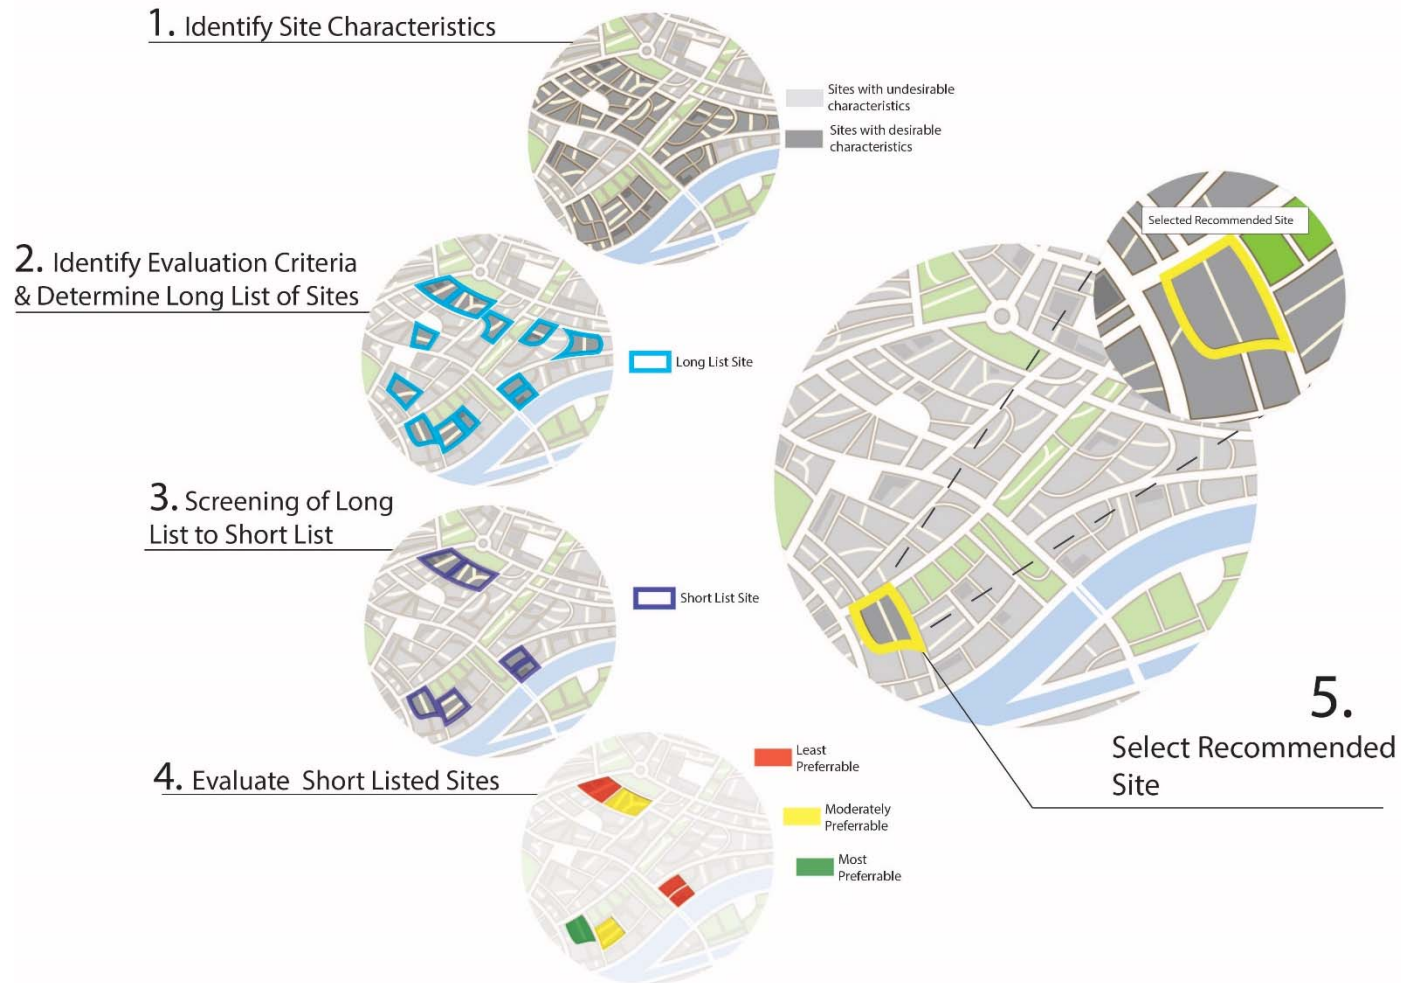 1. Identify Site Characteristics
Sites with undesirable
characteristics
Sites with desirable
characteristics
2. Identify Evaluation Criteria
& Determine Long List of Sites
Long List Site
3. Screening of Long
List to Short List
Short List Site
4. Evaluate Short Listed Sites
Least
Preferrable
Moderately
Preferrable
Most
Preferrable
Selected Recommended Site
5.
Select Recommended
Site